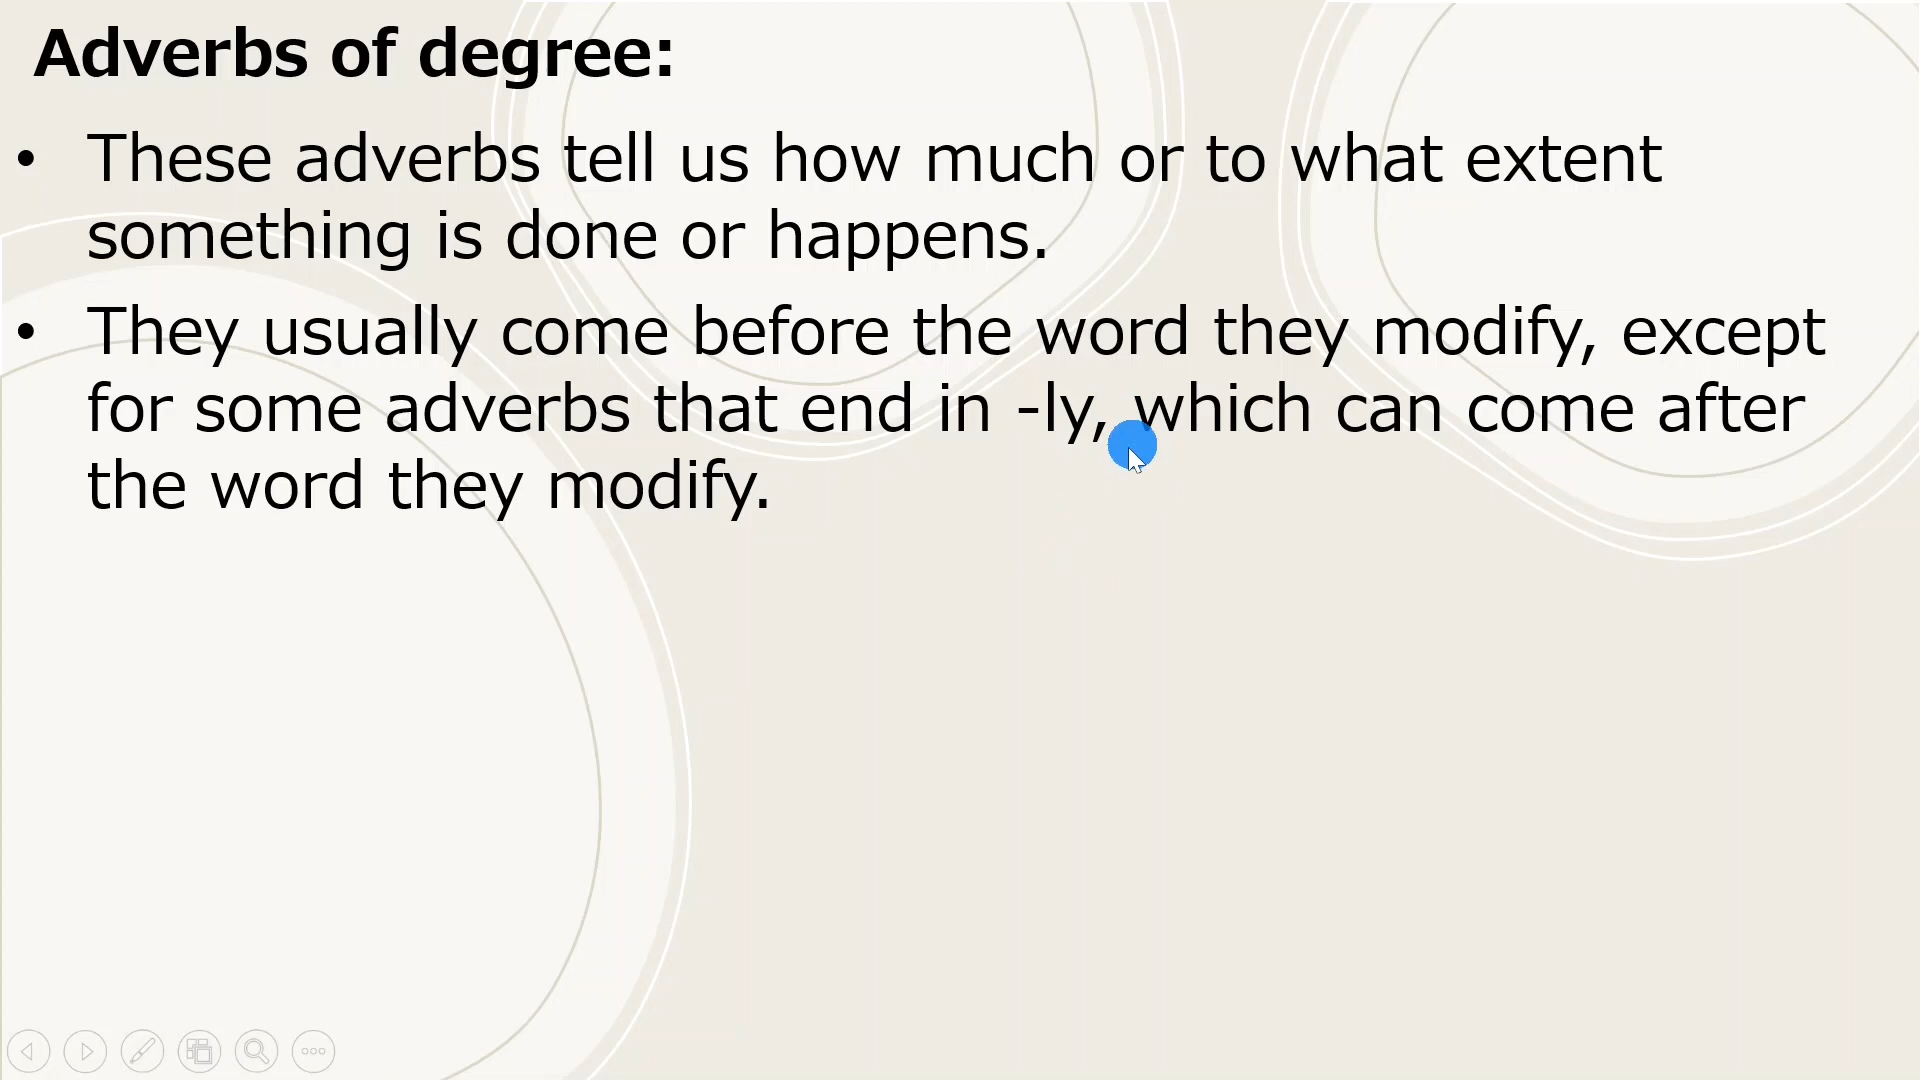 Adverbs of degree:
• These adverbs tell us how much or to what extent
something is done or happens.
• They usually come before the word they modify, except
for some adverbs that end in -ly, which can come after
the word they modify.